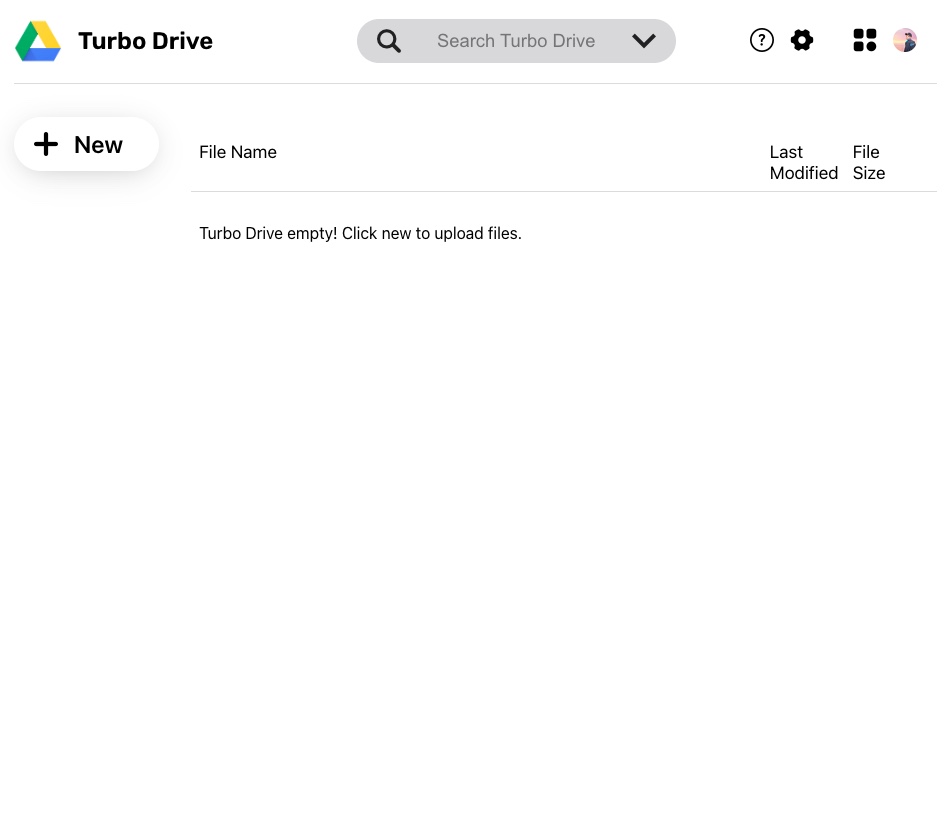 Turbo Drive
Search Turbo Drive
?
New
File Name
Last
Modified
File
Size
Turbo Drive empty! Click new to upload files.